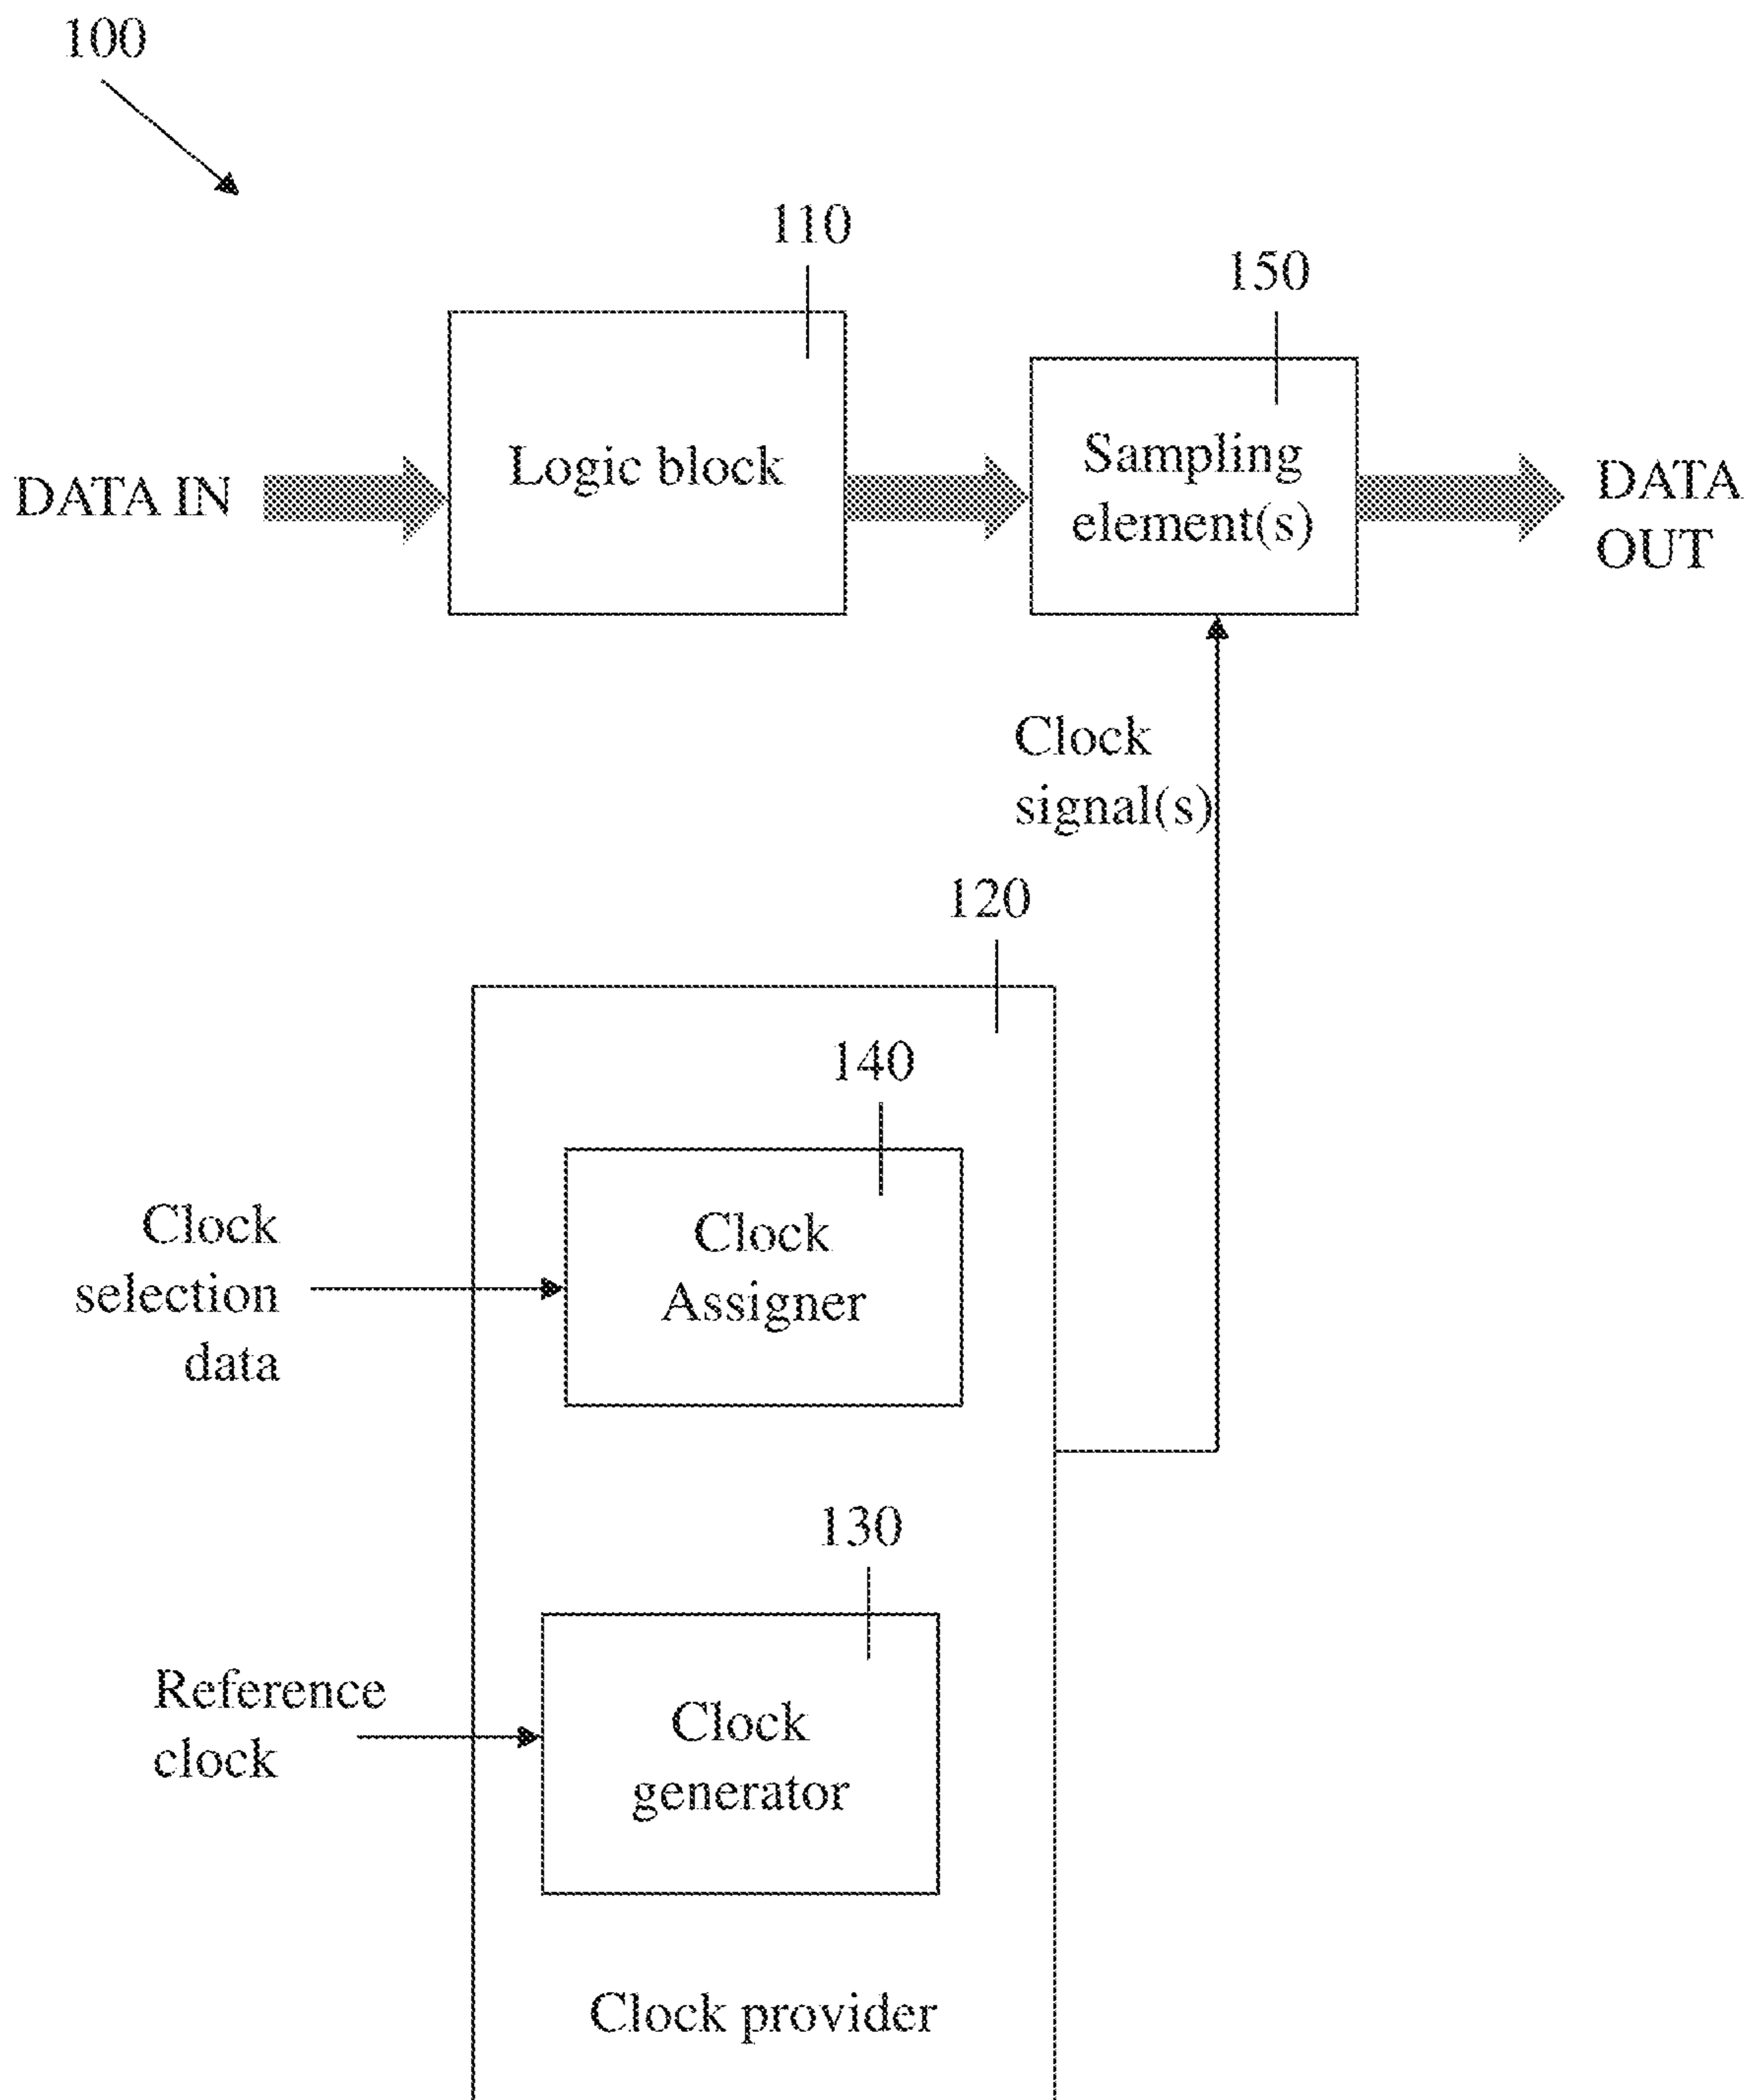 100
110
150
Logic block
Sampling
element(s)
DATA IN
DATA
OUT
Clock
signal(s)
120
140
Clock
selection
data
Clock
Assigner
130
Reference
clock
Clock
generator
Clock provider